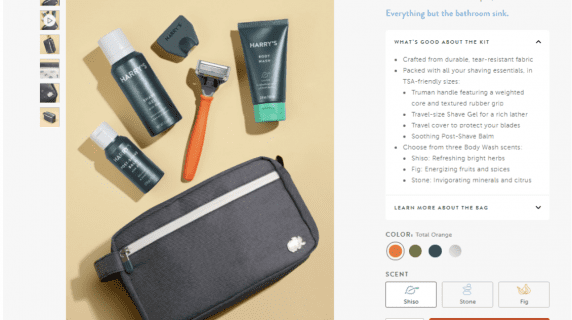 Everything but the bathroom sink.
WHAT'S GOOD ABOUT THE KIT
Crafted from durable, tear-resistant fabric
Packed with all your shaving essentials, in
TSA-friendly sizes:
Truman handle featuring a weighted
core and textured rubber grip
Travel-size Shave Gel for a rich lather
Travel cover to protect your blades
Soothing Post-Shave Balm
Choose from three Body Wash scents:
Shiso: Refreshing bright herbs
Fig: Energizing fruits and spices
Stone: Invigorating minerals and citrus
LEARN MORE ABOUT THE BAG
COLOR: Total Orange
SCENT
Shiso
Stone
Fig
HARRY'S
HARRY'S
HARRY'S
BODY
WASH
HARRY'S